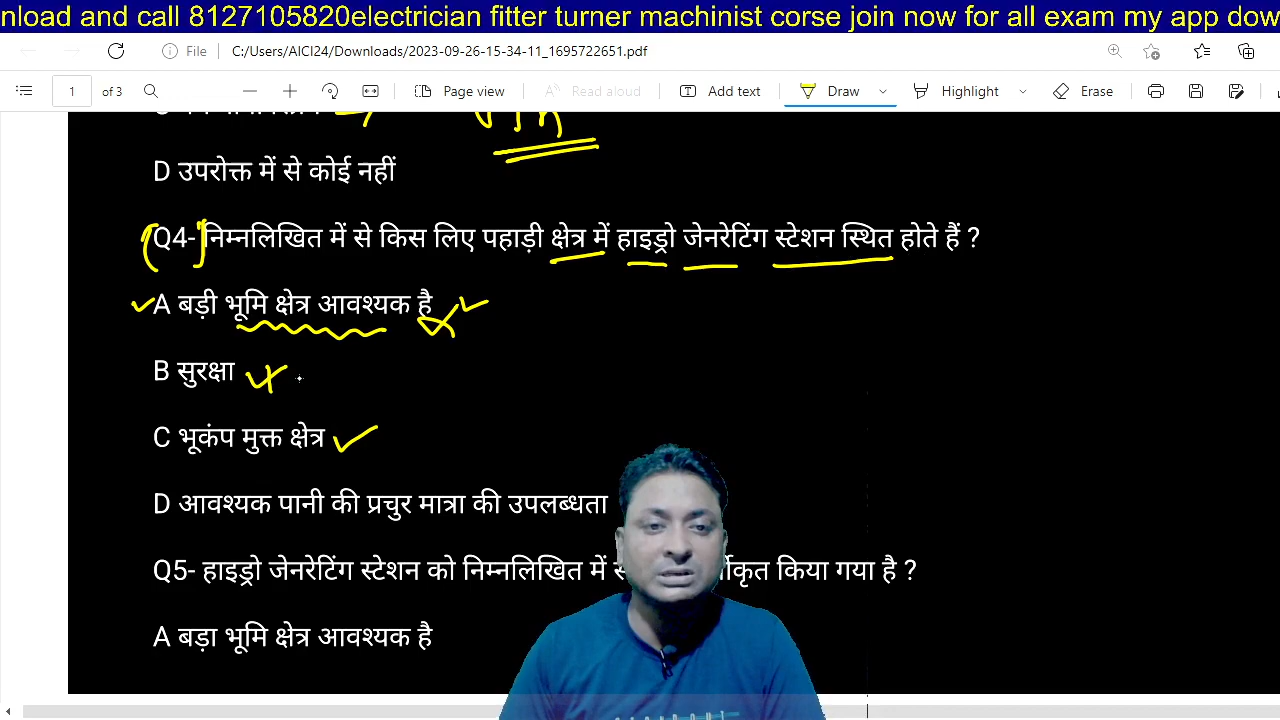 nload and call 8127105820electrician fitter turner machinist corse join now for all exam my app dow
File C:/Users/AICI24/Downloads/2023-09-26-15-34-11_1695722651.pdf
1 of 3 Page view Read aloud Add text Draw Highlight Erase
D उपरोक्त में से कोई नहीं
Q4- निम्नलिखित में से किस लिए पहाड़ी क्षेत्र में हाइड्रो जेनरेटिंग स्टेशन स्थित होते हैं ?
A बड़ी भूमि क्षेत्र आवश्यक है
B सुरक्षा
C भूकंप मुक्त क्षेत्र
D आवश्यक पानी की प्रचुर मात्रा की उपलब्धता
Q5- हाइड्रो जेनरेटिंग स्टेशन को निम्नलिखित में किया गया है ?
A बड़ा भूमि क्षेत्र आवश्यक है